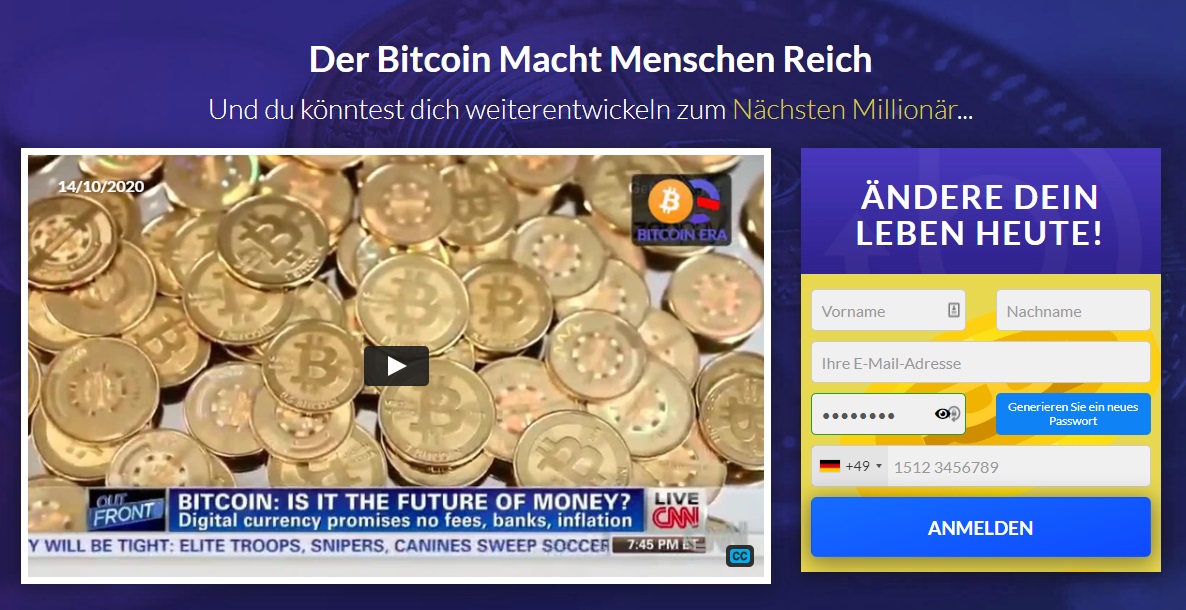 Der Bitcoin Macht Menschen Reich
Und du könntest dich weiterentwickeln zum Nächsten Millionär...
14/10/2020
BITCOIN ERA
OUT
FRONT
BITCOIN: IS IT THE FUTURE OF MONEY?
Digital currency promises no fees, banks, inflation
LIVE
CNN
Y WILL BE TIGHT: ELITE TROOPS, SNIPERS, CANINES SWEEP SOCCER
7:45 PM ET
CC
ÄNDERE DEIN
LEBEN HEUTE!
Vorname
Nachname
Ihre E-Mail-Adresse
Generieren Sie ein neues
Passwort
+49
1512 3456789
ANMELDEN